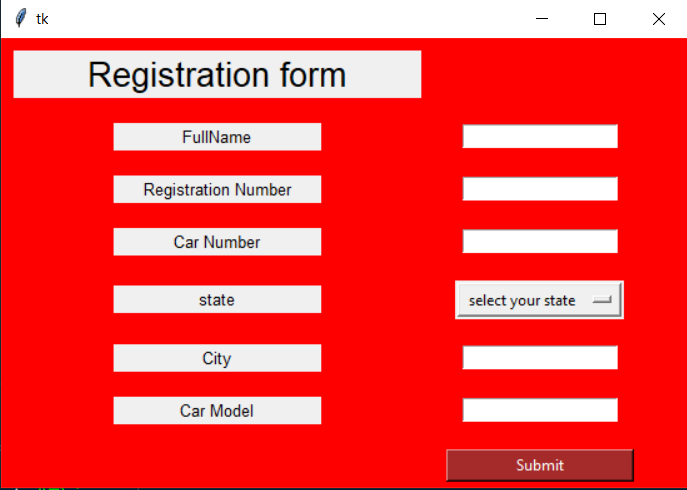 tk
Registration form
FullName
Registration Number
Car Number
state
select your state
City
Car Model
Submit